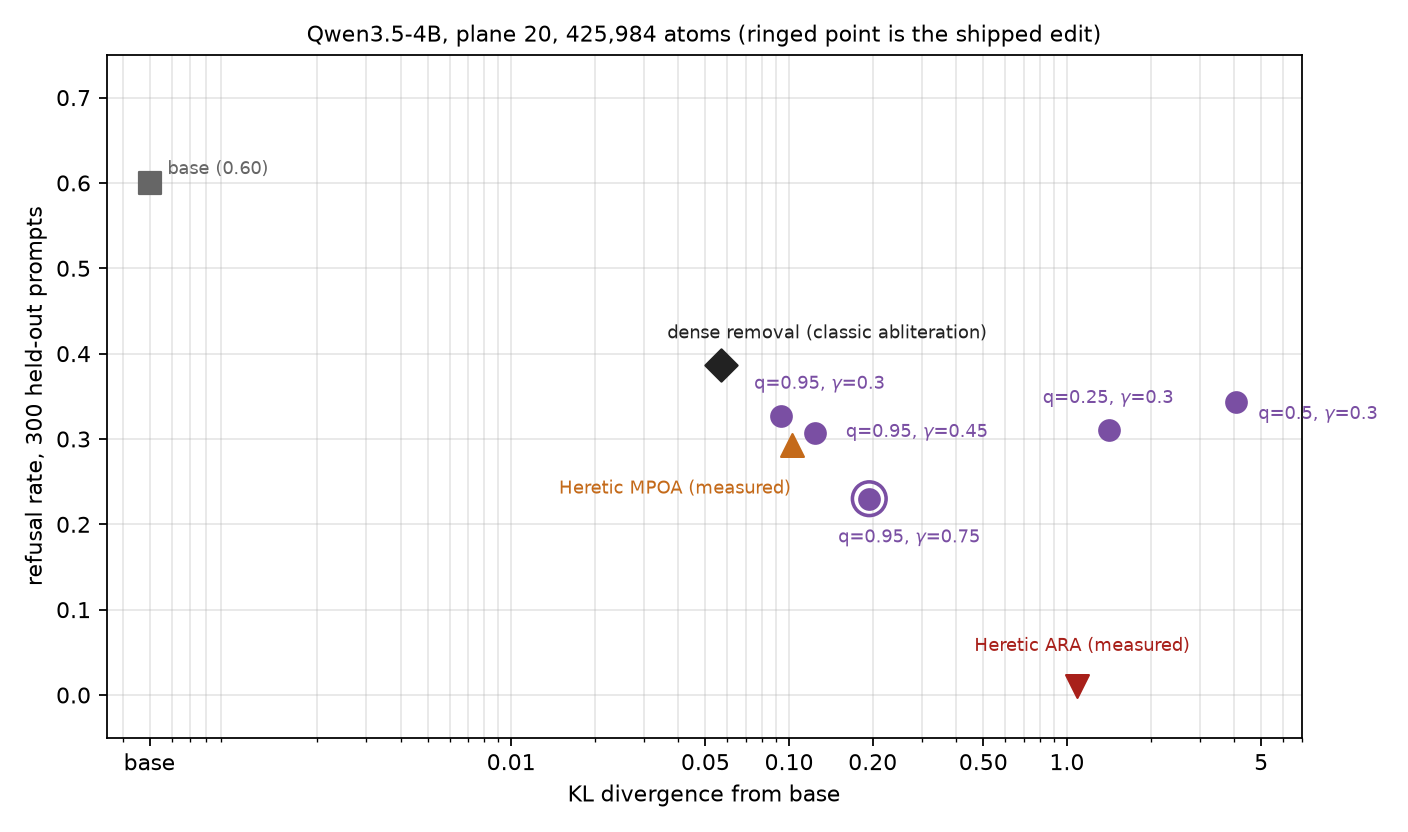 Qwen3.5-4B, plane 20, 425,984 atoms (ringed point is the shipped edit)
refusal rate, 300 held-out prompts
0.7
0.6
0.5
0.4
0.3
0.2
0.1
0.0
base (0.60)
dense removal (classic abliteration)
q=0.95, γ=0.3
q=0.25, γ=0.3
q=0.5, γ=0.3
q=0.95, γ=0.45
Heretic MPOA (measured)
q=0.95, γ=0.75
Heretic ARA (measured)
base
0.01
0.05
0.10
0.20
0.50
1.0
5
KL divergence from base